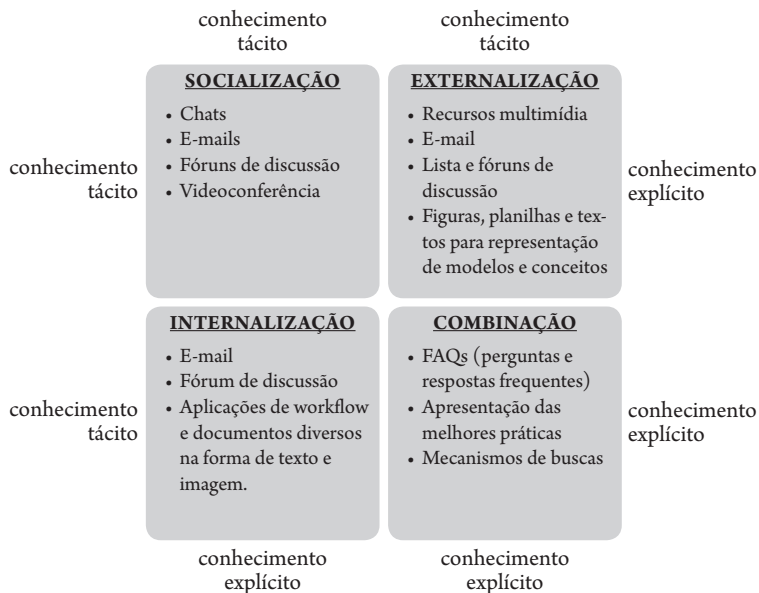 conhecimento
tácito
conhecimento
tácito
conhecimento
tácito
SOCIALIZAÇÃO
• Chats
• E-mails
• Fóruns de discussão
• Videoconferência
EXTERNALIZAÇÃO
• Recursos multimídia
• E-mail
• Lista e fóruns de
discussão
• Figuras, planilhas e tex-
tos para representação
de modelos e conceitos
conhecimento
explícito
conhecimento
tácito
INTERNALIZAÇÃO
• E-mail
• Fórum de discussão
• Aplicações de workflow
e documentos diversos
na forma de texto e
imagem.
COMBINAÇÃO
• FAQs (perguntas e
respostas frequentes)
• Apresentação das
melhores práticas
• Mecanismos de buscas
conhecimento
explícito
conhecimento
explícito
conhecimento
explícito